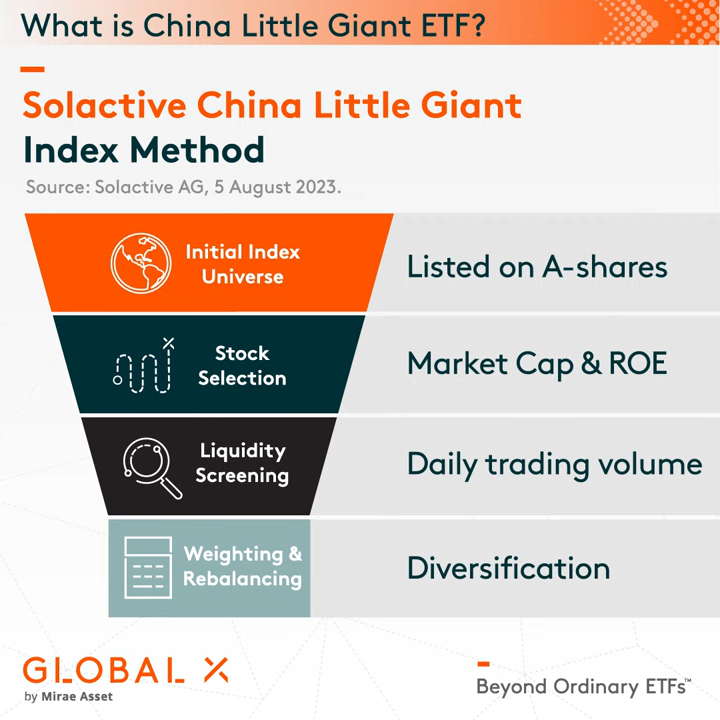 What is China Little Giant ETF?
Solactive China Little Giant
Index Method
Source: Solactive AG, 5 August 2023.
Initial Index
Universe
Listed on A-shares
Stock
Selection
Market Cap & ROE
Liquidity
Screening
Daily trading volume
Weighting &
Rebalancing
Diversification
GLOBAL X
by Mirae Asset
Beyond Ordinary ETFs™